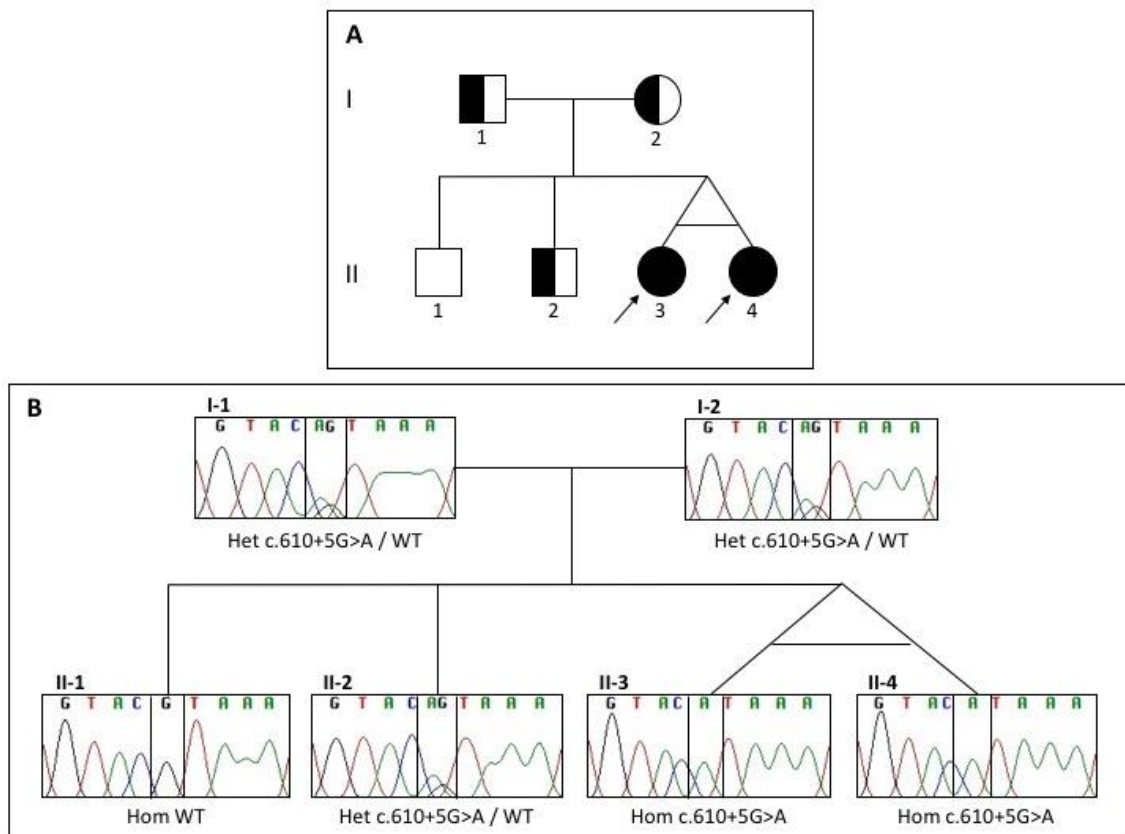 A
I
1
2
II
1
2
3
4
B
I-1
G T A C AG T A A A
Het c.610+5G>A / WT
I-2
G T A C AG T A A A
Het c.610+5G>A / WT
II-1
G T A C G T A A A
Hom WT
II-2
G T A C AG T A A A
Het c.610+5G>A / WT
II-3
G T A C A T A A A
Hom c.610+5G>A
II-4
G T A C A T A A A
Hom c.610+5G>A